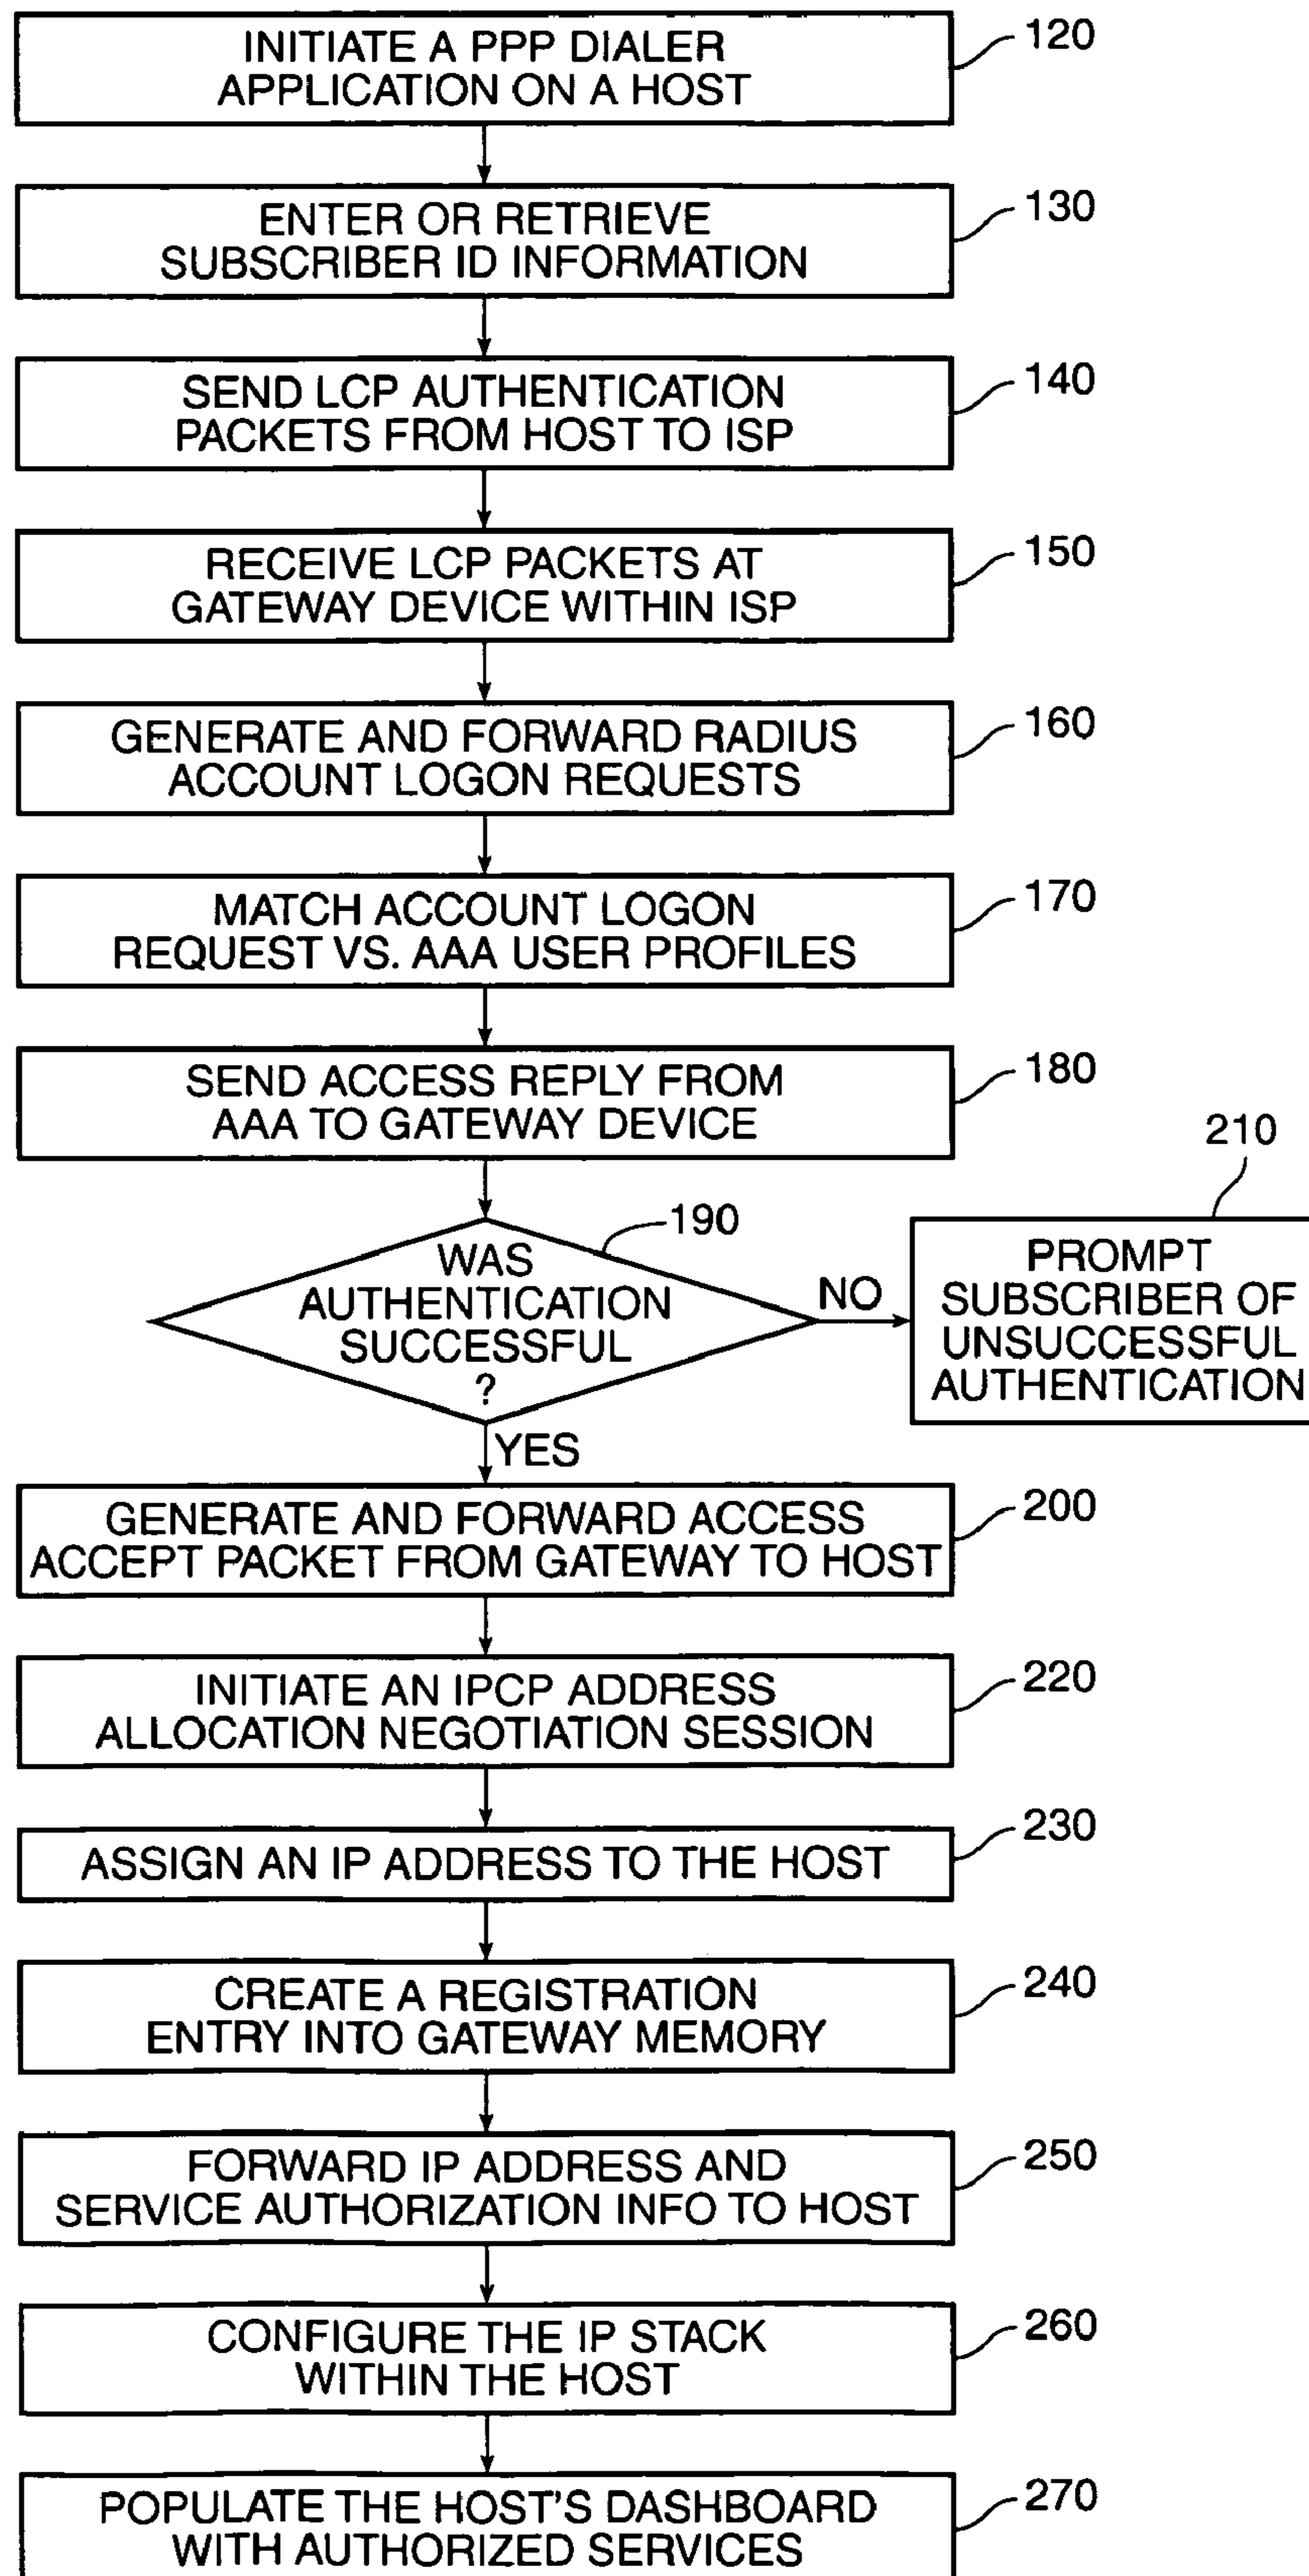 INITIATE A PPP DIALER
APPLICATION ON A HOST
120
ENTER OR RETRIEVE
SUBSCRIBER ID INFORMATION
130
SEND LCP AUTHENTICATION
PACKETS FROM HOST TO ISP
140
RECEIVE LCP PACKETS AT
GATEWAY DEVICE WITHIN ISP
150
GENERATE AND FORWARD RADIUS
ACCOUNT LOGON REQUESTS
160
MATCH ACCOUNT LOGON
REQUEST VS. AAA USER PROFILES
170
SEND ACCESS REPLY FROM
AAA TO GATEWAY DEVICE
180
WAS
AUTHENTICATION
SUCCESSFUL
?
190
NO
210
PROMPT
SUBSCRIBER OF
UNSUCCESSFUL
AUTHENTICATION
YES
GENERATE AND FORWARD ACCESS
ACCEPT PACKET FROM GATEWAY TO HOST
200
INITIATE AN IPCP ADDRESS
ALLOCATION NEGOTIATION SESSION
220
ASSIGN AN IP ADDRESS TO THE HOST
230
CREATE A REGISTRATION
ENTRY INTO GATEWAY MEMORY
240
FORWARD IP ADDRESS AND
SERVICE AUTHORIZATION INFO TO HOST
250
CONFIGURE THE IP STACK
WITHIN THE HOST
260
POPULATE THE HOST'S DASHBOARD
WITH AUTHORIZED SERVICES
270